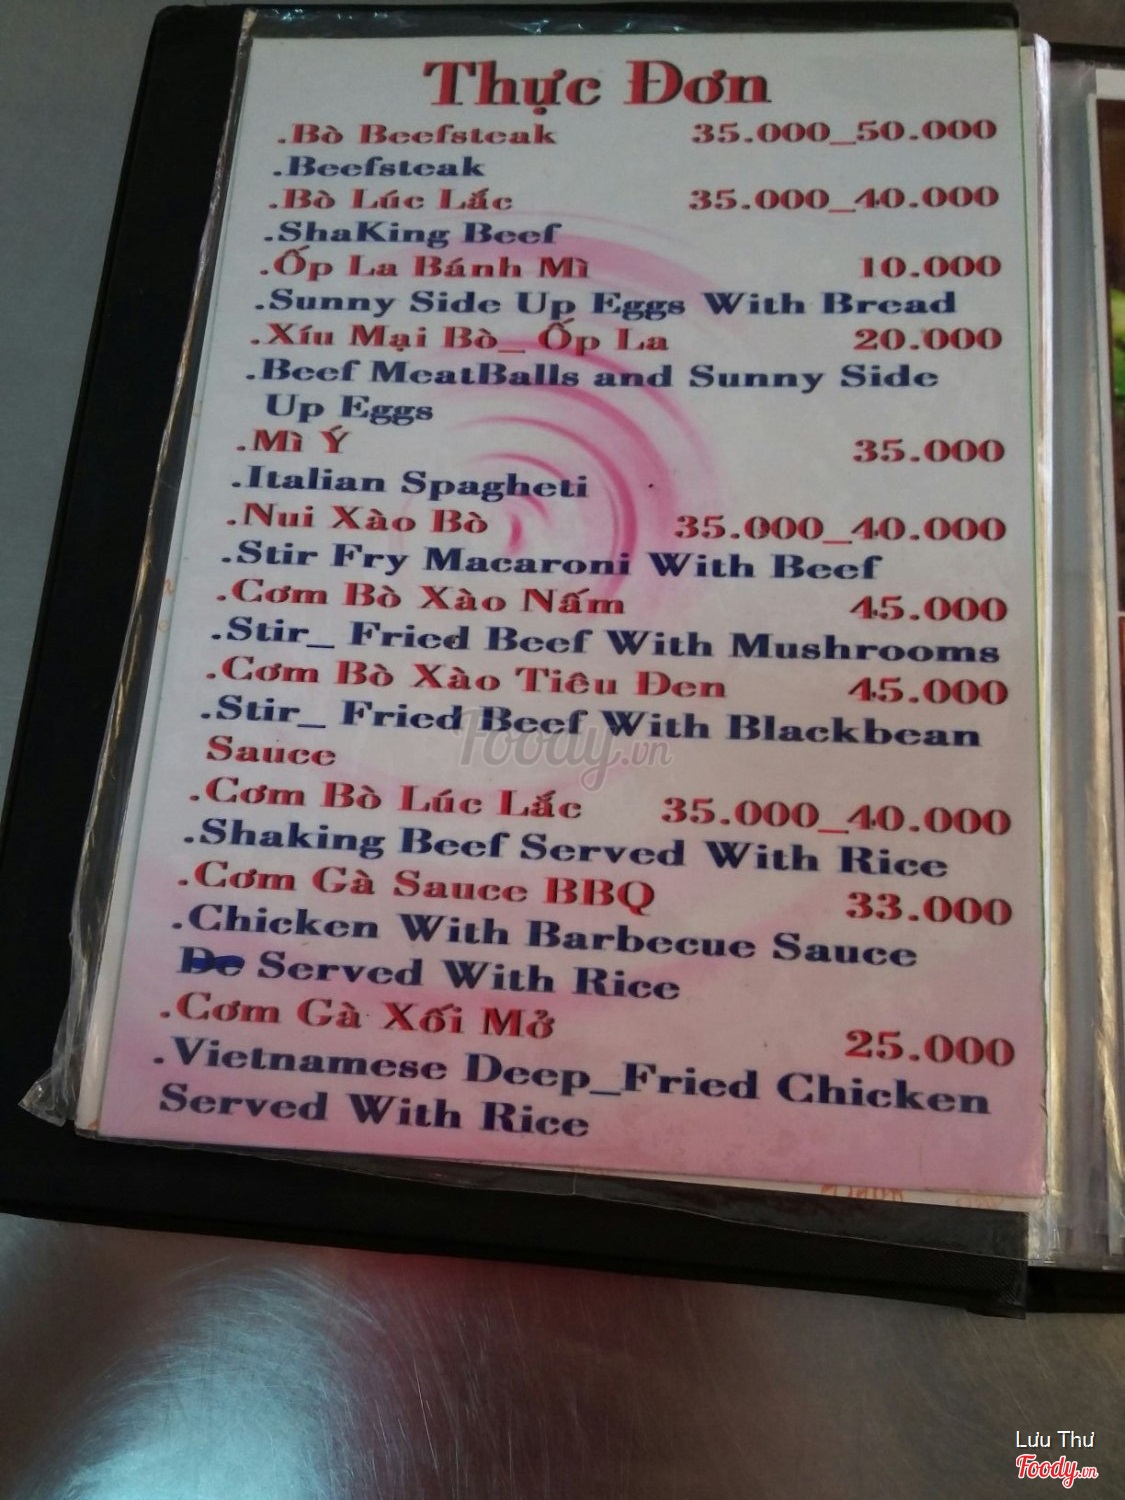 Thực Đơn
.Bò Beefsteak 35.000_50.000
.Beefsteak
.Bò Lúc Lắc 35.000_40.000
.ShaKing Beef
.Ốp La Bánh Mì 10.000
.Sunny Side Up Eggs With Bread
.Xíu Mại Bò_ Ốp La 20.000
.Beef MeatBalls and Sunny Side
Up Eggs
.Mì Ý 35.000
.Italian Spagheti
.Nui Xào Bò 35.000_40.000
.Stir Fry Macaroni With Beef
.Cơm Bò Xào Nấm 45.000
.Stir_ Fried Beef With Mushrooms
.Cơm Bò Xào Tiêu Đen 45.000
.Stir_ Fried Beef With Blackbean
Sauce
.Cơm Bò Lúc Lắc 35.000_40.000
.Shaking Beef Served With Rice
.Cơm Gà Sauce BBQ 33.000
.Chicken With Barbecue Sauce
Served With Rice
.Cơm Gà Xối Mở 25.000
.Vietnamese Deep_Fried Chicken
Served With Rice
Foody.vn
Lưu Thư
Foody.vn